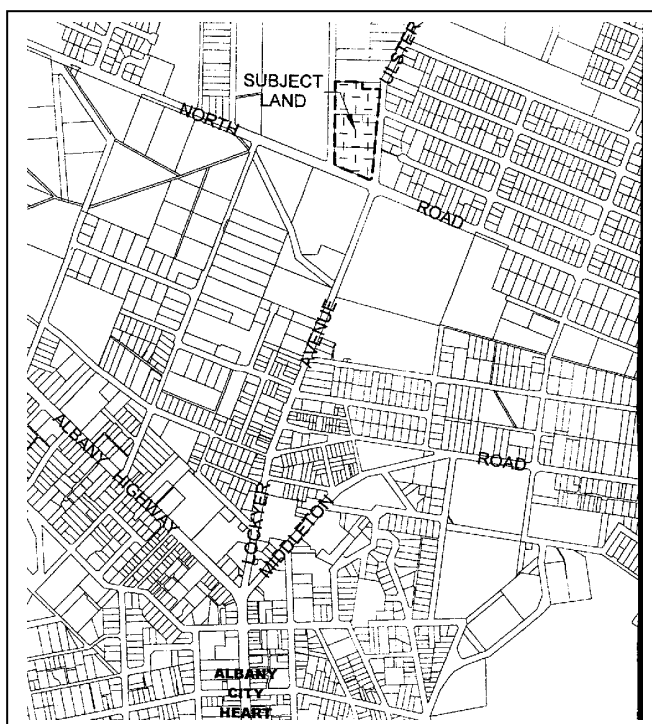 ULSTER
SUBJECT
LAND
NORTH
ROAD
AVENUE
ALBANY HIGHWAY
ROAD
LOCKYER
MIDDLETON
ALBANY
CITY
HEART